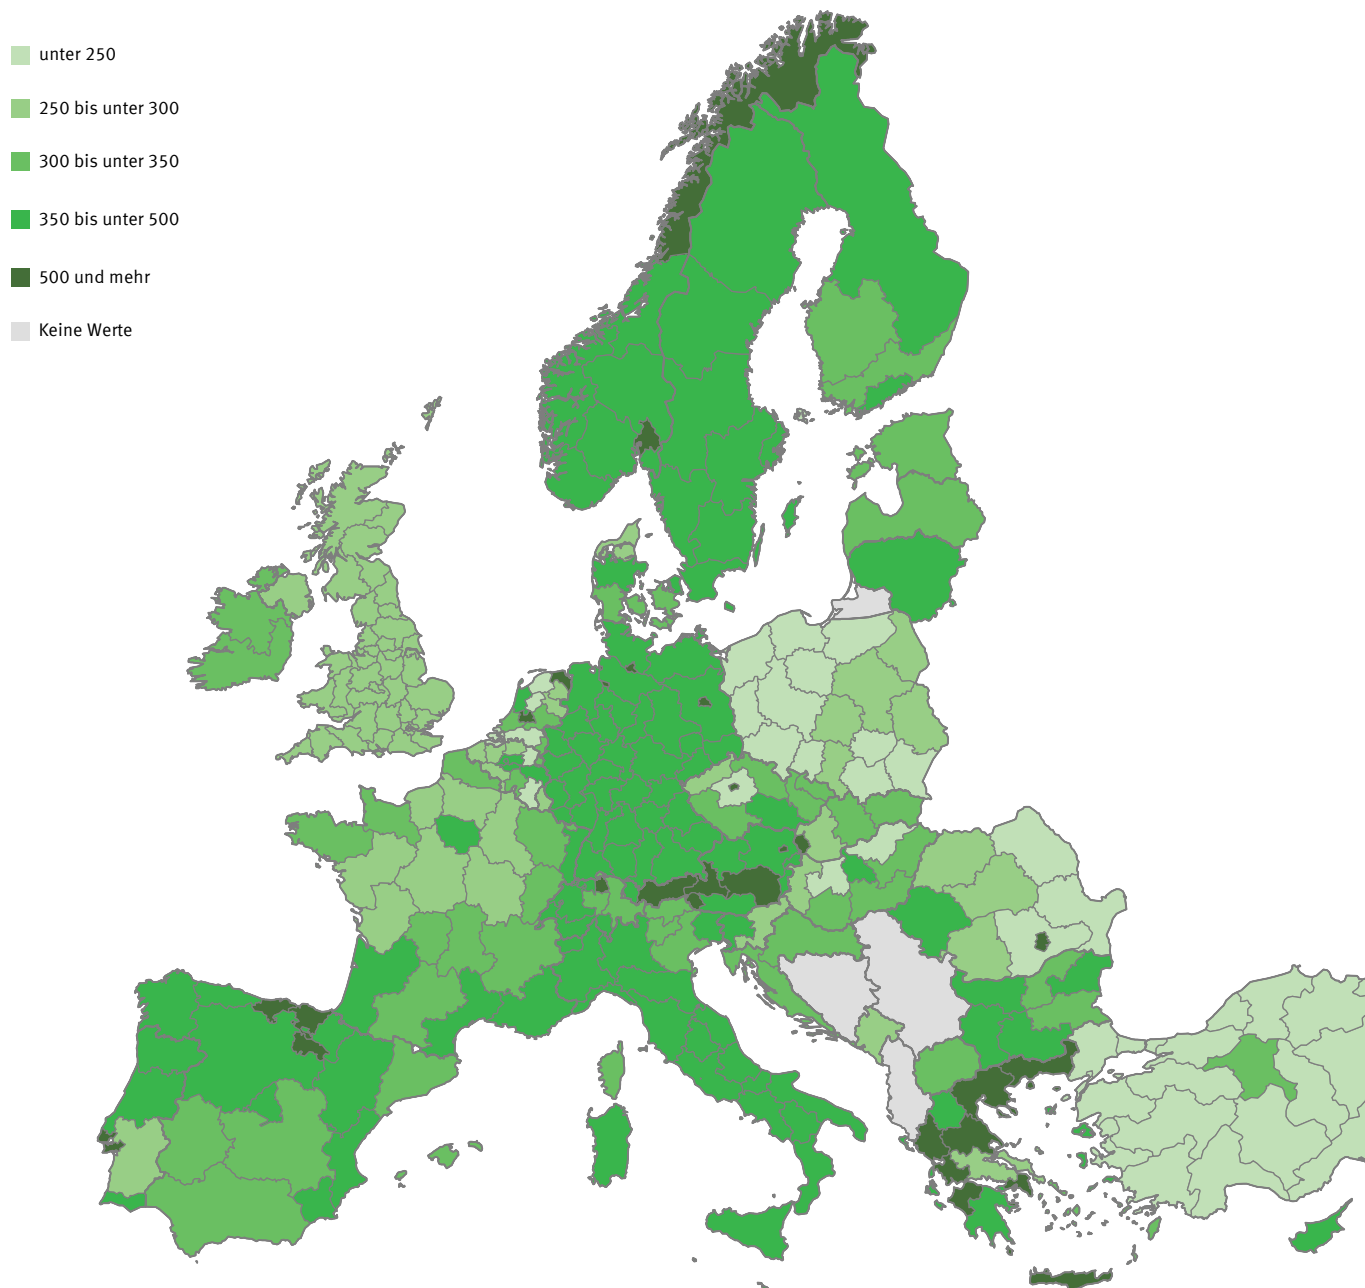 unter 250
250 bis unter 300
300 bis unter 350
350 bis unter 500
500 und mehr
Keine Werte